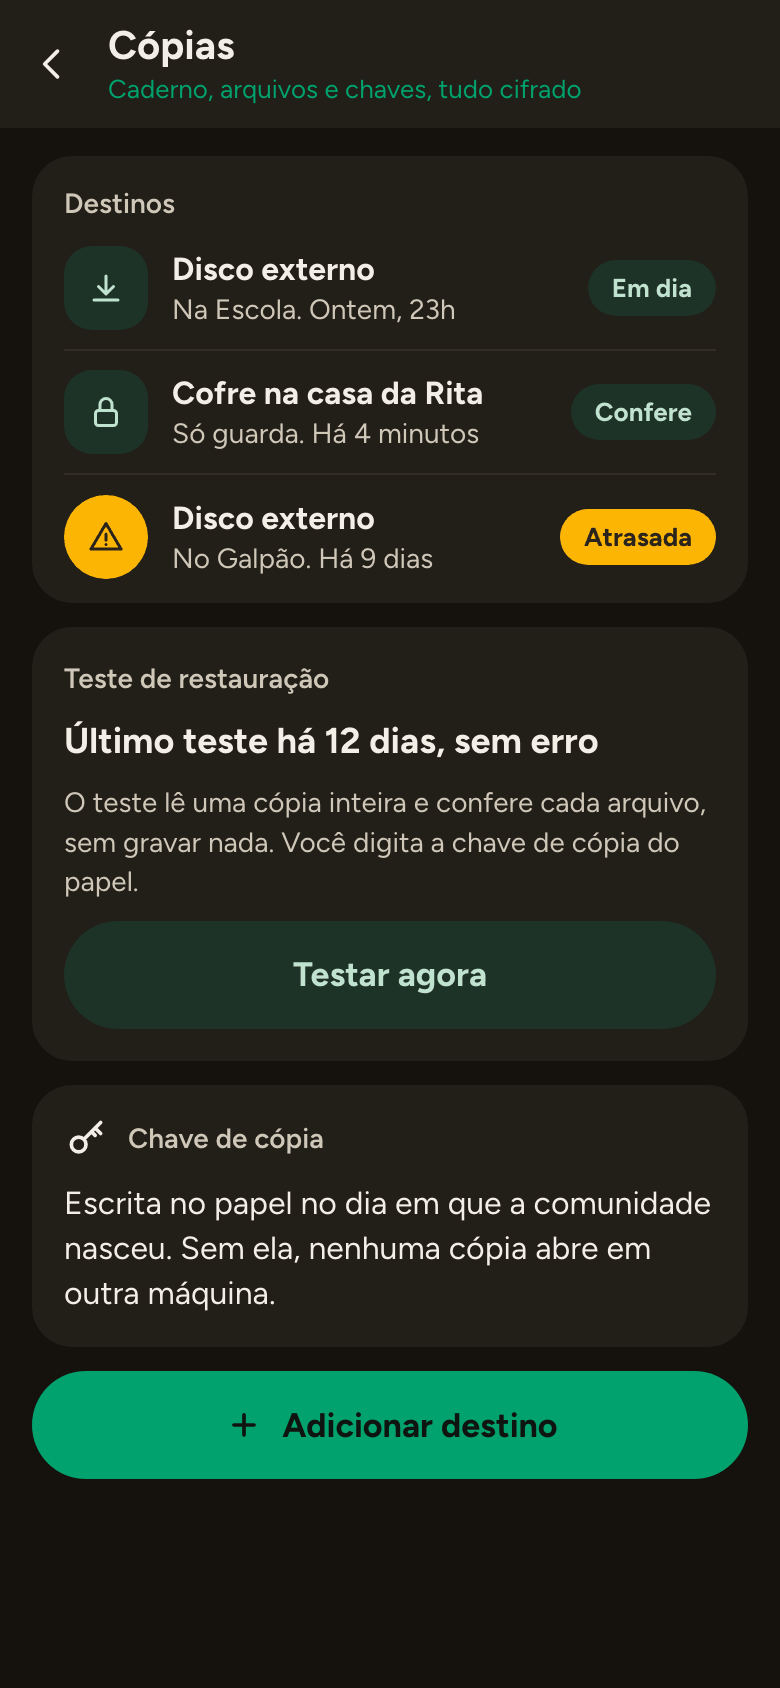 Cópias
Caderno, arquivos e chaves, tudo cifrado
Destinos
Disco externo
Na Escola. Ontem, 23h
Em dia
Cofre na casa da Rita
Só guarda. Há 4 minutos
Confere
Disco externo
No Galpão. Há 9 dias
Atrasada
Teste de restauração
Último teste há 12 dias, sem erro
O teste lê uma cópia inteira e confere cada arquivo,
sem gravar nada. Você digita a chave de cópia do
papel.
Testar agora
Chave de cópia
Escrita no papel no dia em que a comunidade
nasceu. Sem ela, nenhuma cópia abre em
outra máquina.
Adicionar destino